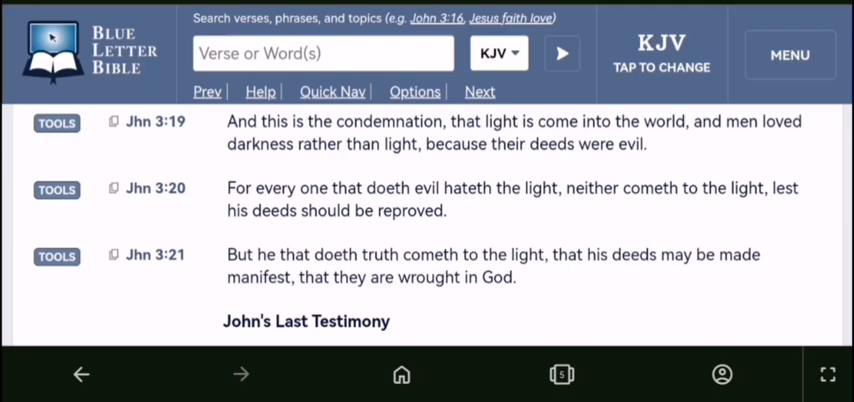 BLUE
LETTER
BIBLE
Search verses, phrases, and topics (e.g. John 3:16, Jesus faith love)
Verse or Word(s)
KJV
KJV
TAP TO CHANGE
MENU
Prev | Help | Quick Nav | Options | Next
TOOLS Jhn 3:19 And this is the condemnation, that light is come into the world, and men loved
darkness rather than light, because their deeds were evil.
TOOLS Jhn 3:20 For every one that doeth evil hateth the light, neither cometh to the light, lest
his deeds should be reproved.
TOOLS Jhn 3:21 But he that doeth truth cometh to the light, that his deeds may be made
manifest, that they are wrought in God.
John's Last Testimony
5